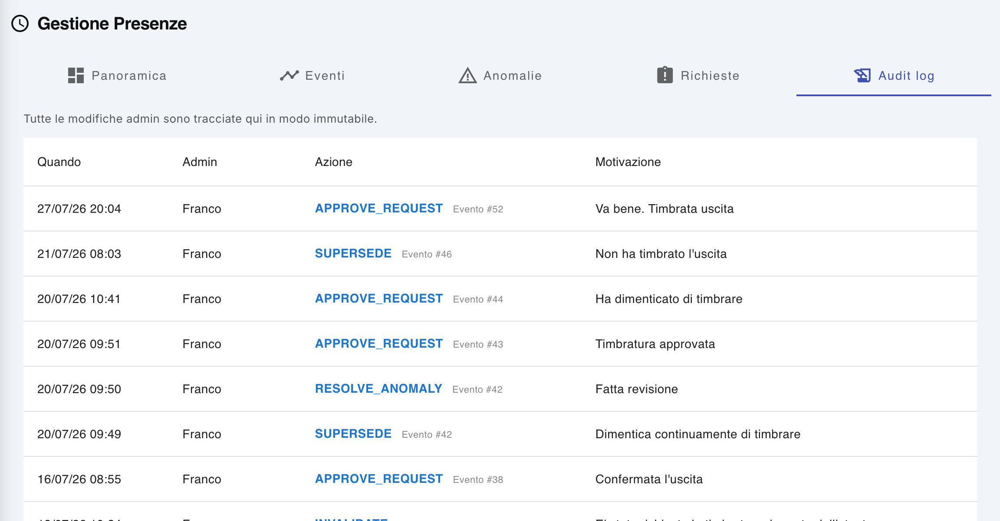 Gestione Presenze
Panoramica Eventi Anomalie Richieste Audit log
Tutte le modifiche admin sono tracciate qui in modo immutabile.
Quando Admin Azione Motivazione
27/07/26 20:04 Franco APPROVE_REQUEST Evento #52 Va bene. Timbrata uscita
21/07/26 08:03 Franco SUPERSEDE Evento #46 Non ha timbrato l'uscita
20/07/26 10:41 Franco APPROVE_REQUEST Evento #44 Ha dimenticato di timbrare
20/07/26 09:51 Franco APPROVE_REQUEST Evento #43 Timbratura approvata
20/07/26 09:50 Franco RESOLVE_ANOMALY Evento #42 Fatta revisione
20/07/26 09:49 Franco SUPERSEDE Evento #42 Dimentica continuamente di timbrare
16/07/26 08:55 Franco APPROVE_REQUEST Evento #38 Confermata l'uscita
INVALIDATE